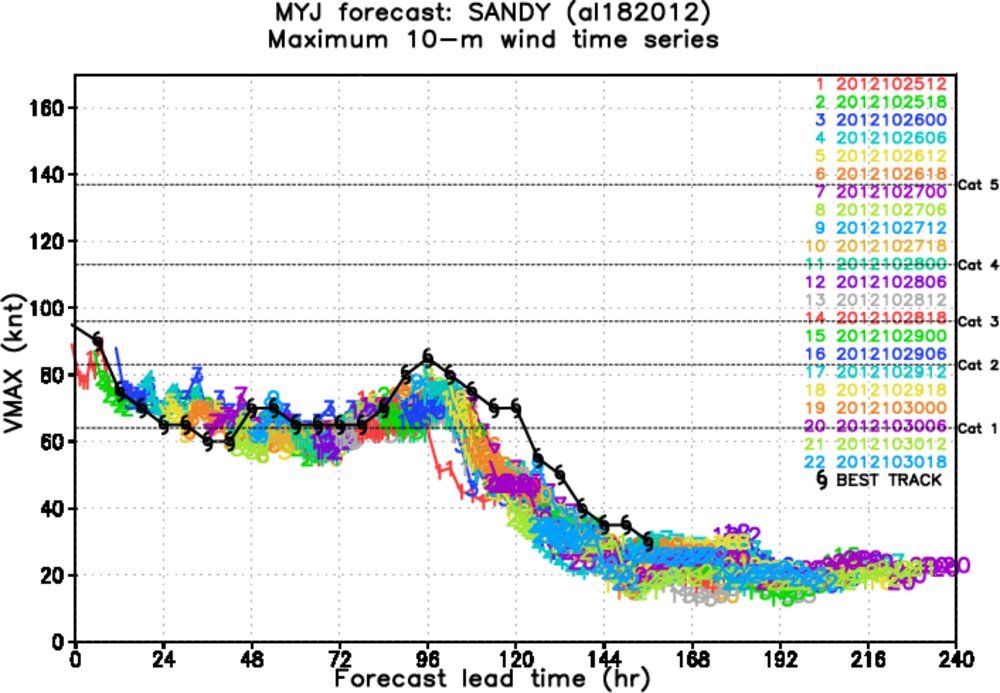 MYJ forecast: SANDY (al182012)
Maximum 10-m wind time series
VMAX (knt)
160
140
120
100
80
60
40
20
0
1 2012102512
2 2012102518
3 2012102600
4 2012102606
5 2012102612
6 2012102618
7 2012102700
8 2012102706
9 2012102712
10 2012102718
11 2012102800
12 2012102806
13 2012102812
14 2012102818
15 2012102900
16 2012102906
17 2012102912
18 2012102918
19 2012103000
20 2012103006
21 2012103012
22 2012103018
BEST TRACK
Cat 5
Cat 4
Cat 3
Cat 2
Cat 1
0 24 48 72 96 120 144 168 192 216 240
Forecast lead time (hr)